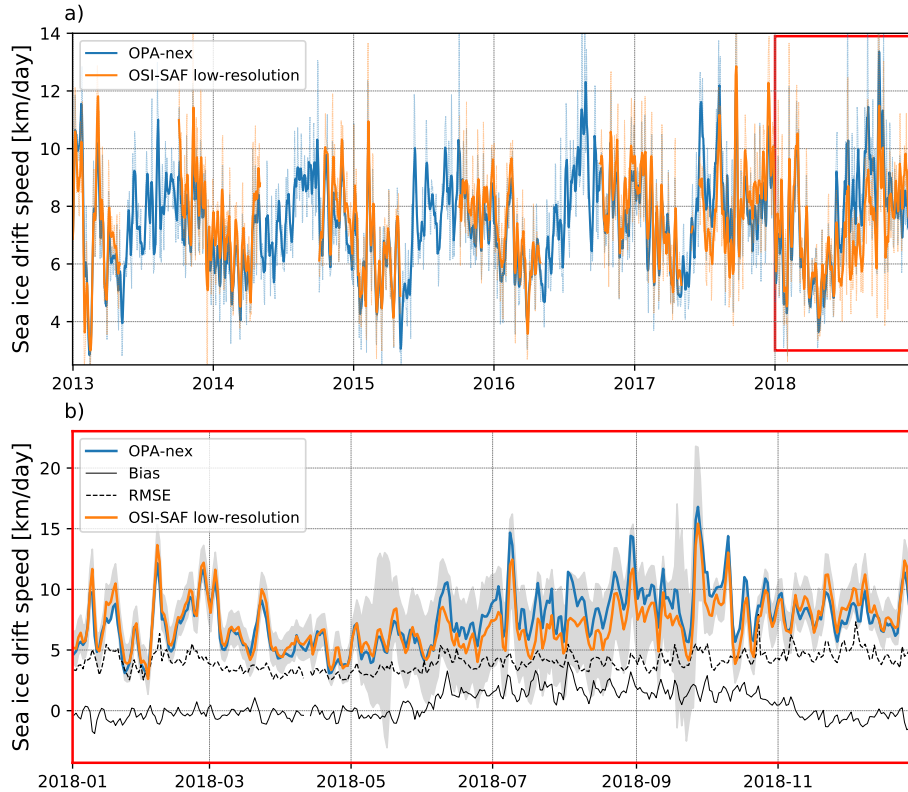 a)
Sea ice drift speed [km/day]
14
12
10
8
6
4
OPA-nex
OSI-SAF low-resolution
2013
2014
2015
2016
2017
2018
b)
Sea ice drift speed [km/day]
20
15
10
5
0
OPA-nex
Bias
RMSE
OSI-SAF low-resolution
2018-01
2018-03
2018-05
2018-07
2018-09
2018-11